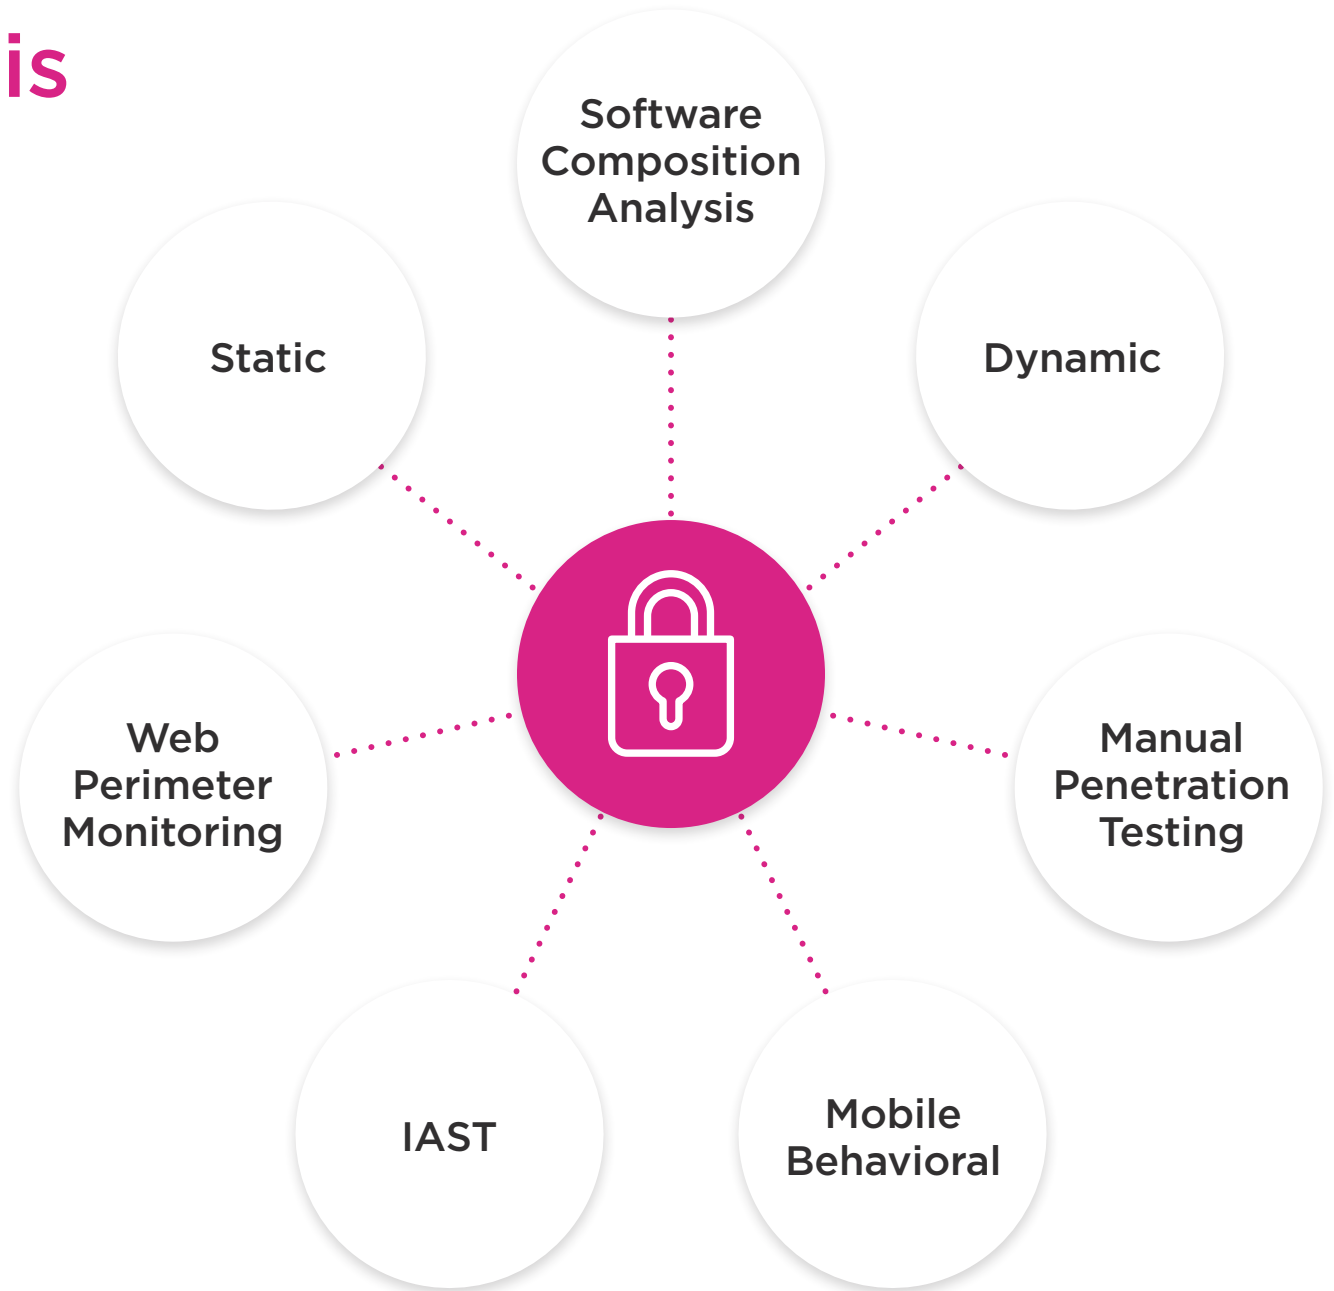 is
Software
Composition
Analysis
Static
Dynamic
Web
Perimeter
Monitoring
Manual
Penetration
Testing
IAST
Mobile
Behavioral